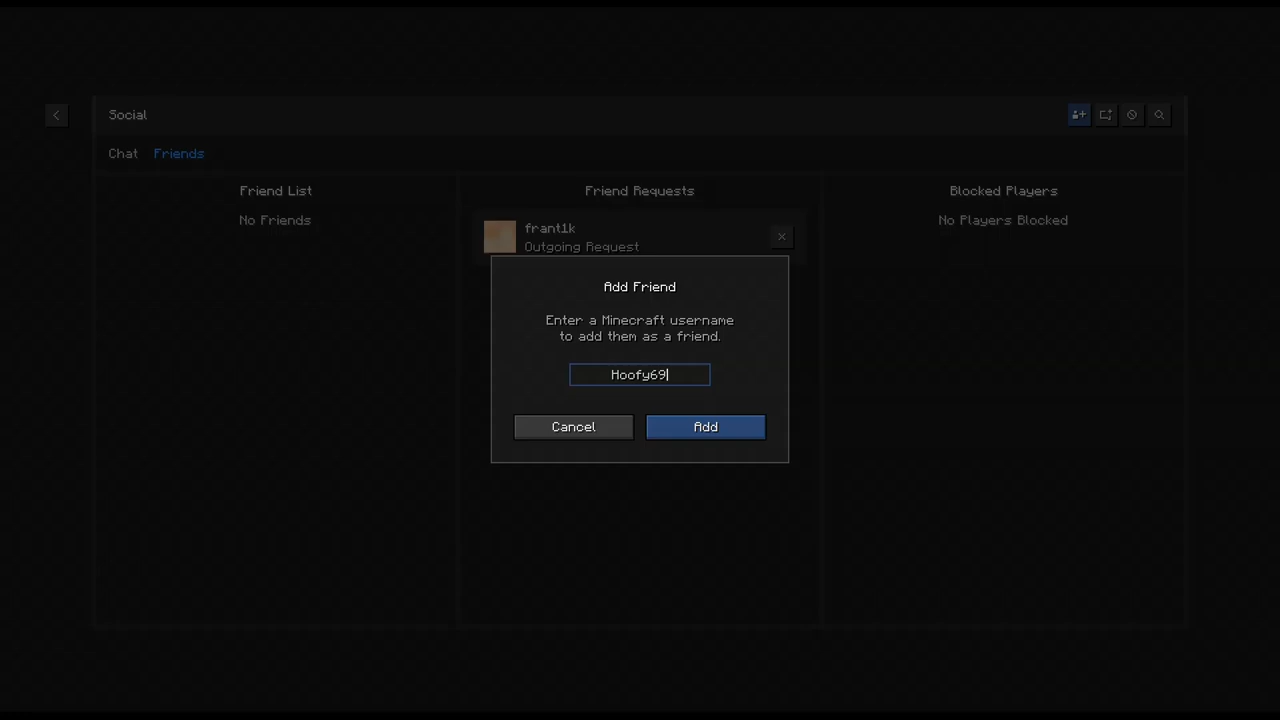 Social
Chat Friends
Friend List
No Friends
Friend Requests
frant1k
Outgoing Request
Blocked Players
No Players Blocked
Add Friend
Enter a Minecraft username
to add them as a friend.
Hoofy69
Cancel
Add